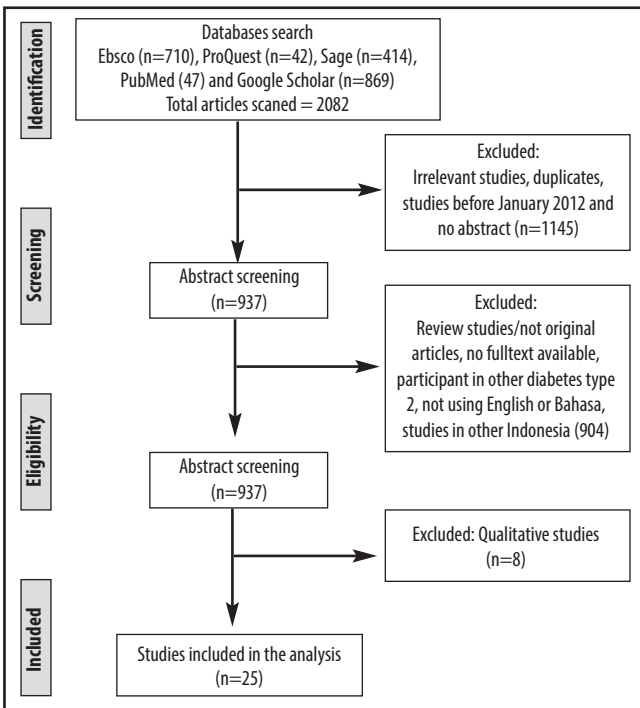 Identification
Databases search
Ebsco (n=710), ProQuest (n=42), Sage (n=414),
PubMed (47) and Google Scholar (n=869)
Total articles scaned = 2082
Excluded:
Irrelevant studies, duplicates,
studies before January 2012 and
no abstract (n=1145)
Screening
Abstract screening
(n=937)
Excluded:
Review studies/not original
articles, no fulltext available,
participant in other diabetes type
2, not using English or Bahasa,
studies in other Indonesia (904)
Eligibility
Abstract screening
(n=937)
Excluded: Qualitative studies
(n=8)
Included
Studies included in the analysis
(n=25)